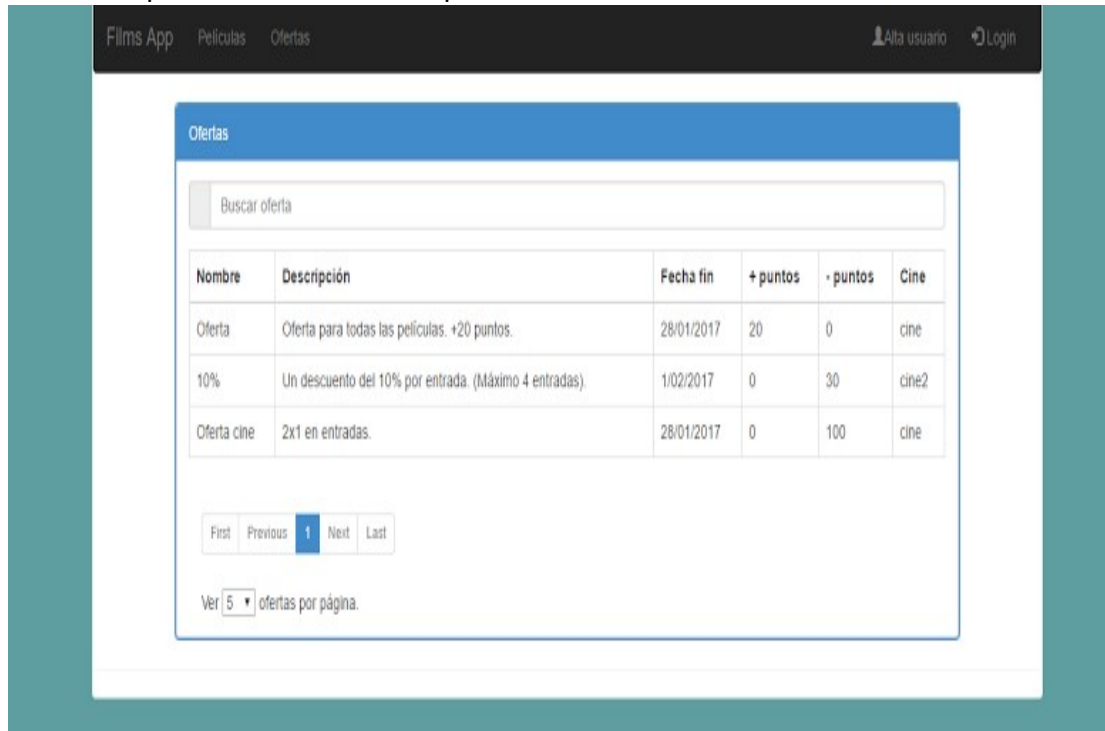 Films App Películas Ofertas Alta usuario Login
Ofertas
Buscar oferta
Nombre Descripción Fecha fin + puntos - puntos Cine
Oferta Oferta para todas las películas. +20 puntos. 28/01/2017 20 0 cine
10% Un descuento del 10% por entrada. (Máximo 4 entradas). 1/02/2017 0 30 cine2
Oferta cine 2x1 en entradas. 28/01/2017 0 100 cine
First Previous 1 Next Last
Ver 5 ofertas por página.